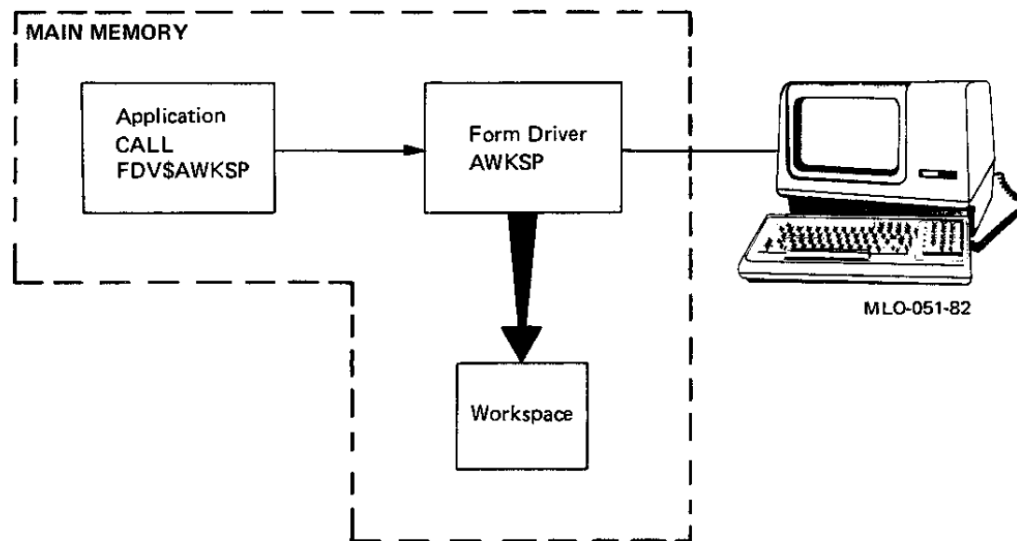 MAIN MEMORY
Application
CALL
FDV$AWKSP
Form Driver
AWKSP
MLO-051-82
Workspace